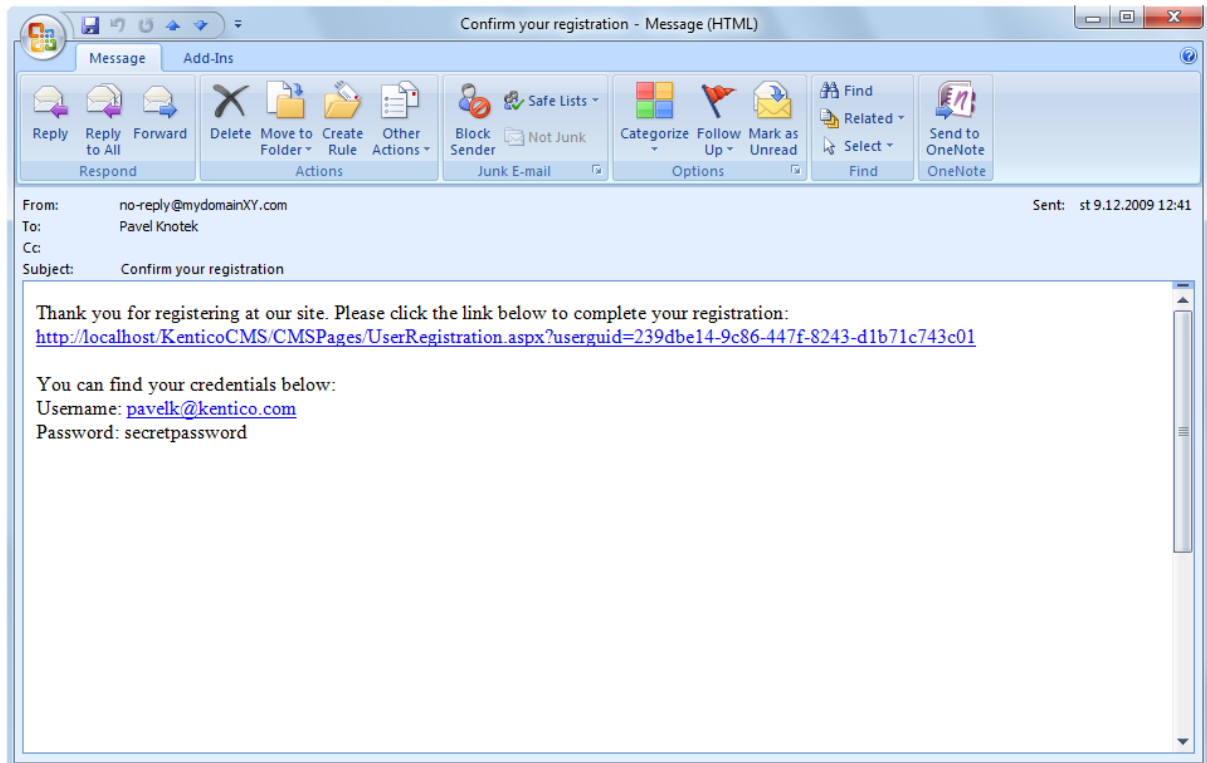 Confirm your registration - Message (HTML)
Message Add-Ins
Reply Reply to All Forward
Respond
Delete Move to Folder Create Rule Other Actions
Actions
Block Sender Safe Lists Not Junk
Junk E-mail
Categorize Follow Up Mark as Unread
Options
Find Related Select
Find
Send to OneNote
OneNote
From: no-reply@mydomainXY.com Sent: st 9.12.2009 12:41
To: Pavel Knotek
Cc:
Subject: Confirm your registration
Thank you for registering at our site. Please click the link below to complete your registration:
http://localhost/KenticoCMS/CMSPages/UserRegistration.aspx?userguid=239dbe14-9c86-447f-8243-d1b71c743c01
You can find your credentials below:
Username: pavelk@kentico.com
Password: secretpassword